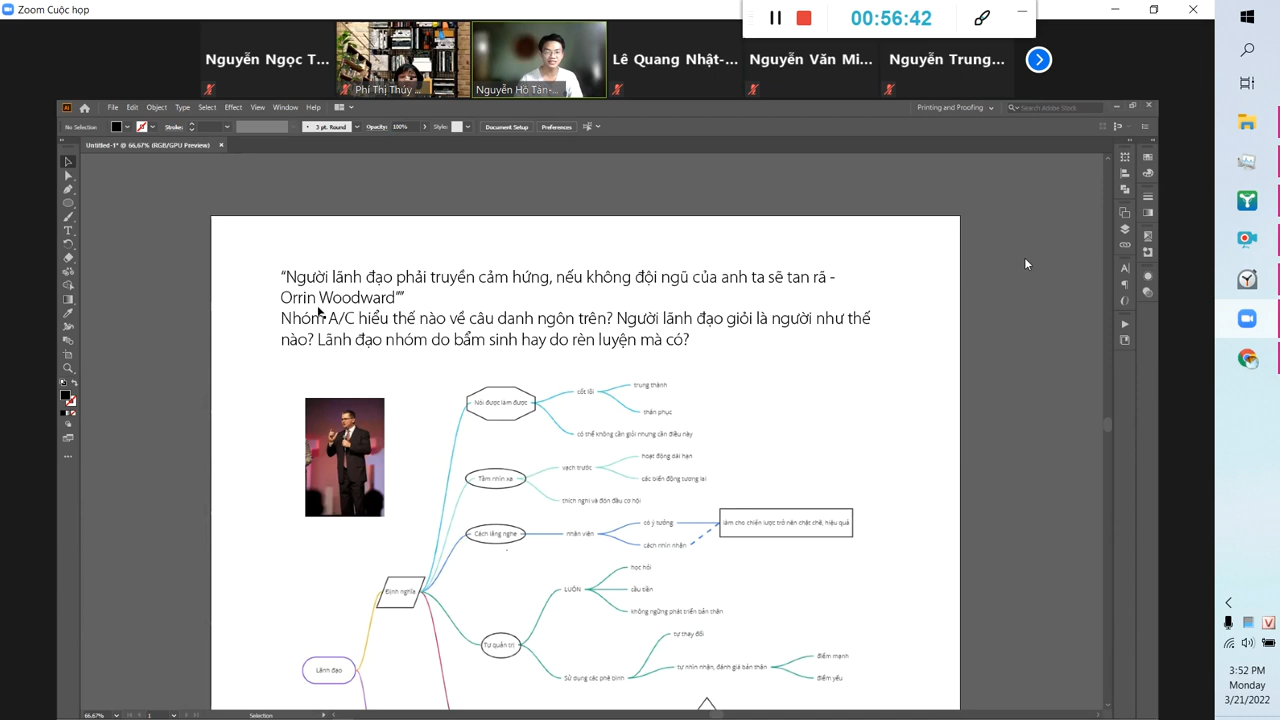 Zoom Cuộc họp
00:56:42
Nguyễn Ngọc T...
Phí Thị Thúy ...
Nguyễn Hồ Tân-...
Lê Quang Nhật-...
Nguyễn Văn Mi...
Nguyễn Trung...
Ai
File Edit Object Type Select Effect View Window Help
Printing and Proofing
Search Adobe Stock
No Selection
Stroke:
3 pt. Round
Opacity: 100%
Style:
Document Setup
Preferences
Untitled-1* @ 66,67% (RGB/GPU Preview)
“Người lãnh đạo phải truyền cảm hứng, nếu không đội ngũ của anh ta sẽ tan rã -
Orrin Woodward””
Nhóm A/C hiểu thế nào về câu danh ngôn trên? Người lãnh đạo giỏi là người như thế
nào? Lãnh đạo nhóm do bẩm sinh hay do rèn luyện mà có?
Nói được làm được
cốt lõi
trung thành
thán phục
có thể không cần giỏi nhưng cần điều này
Tầm nhìn xa
vạch trước
hoạt động dài hạn
các biến động tương lai
thích nghi và đón đầu cơ hội
Cách lắng nghe
nhân viên
có ý tưởng
cách nhìn nhận
làm cho chiến lược trở nên chặt chẽ, hiệu quả
Định nghĩa
LUÔN
học hỏi
cầu tiến
không ngừng phát triển bản thân
Tự quản trị
Sử dụng các phê bình
tự thay đổi
tự nhìn nhận, đánh giá bản thân
điểm mạnh
điểm yếu
Lãnh đạo
66,67%
1
Selection
3:52 PM
Monday
3/21/2022